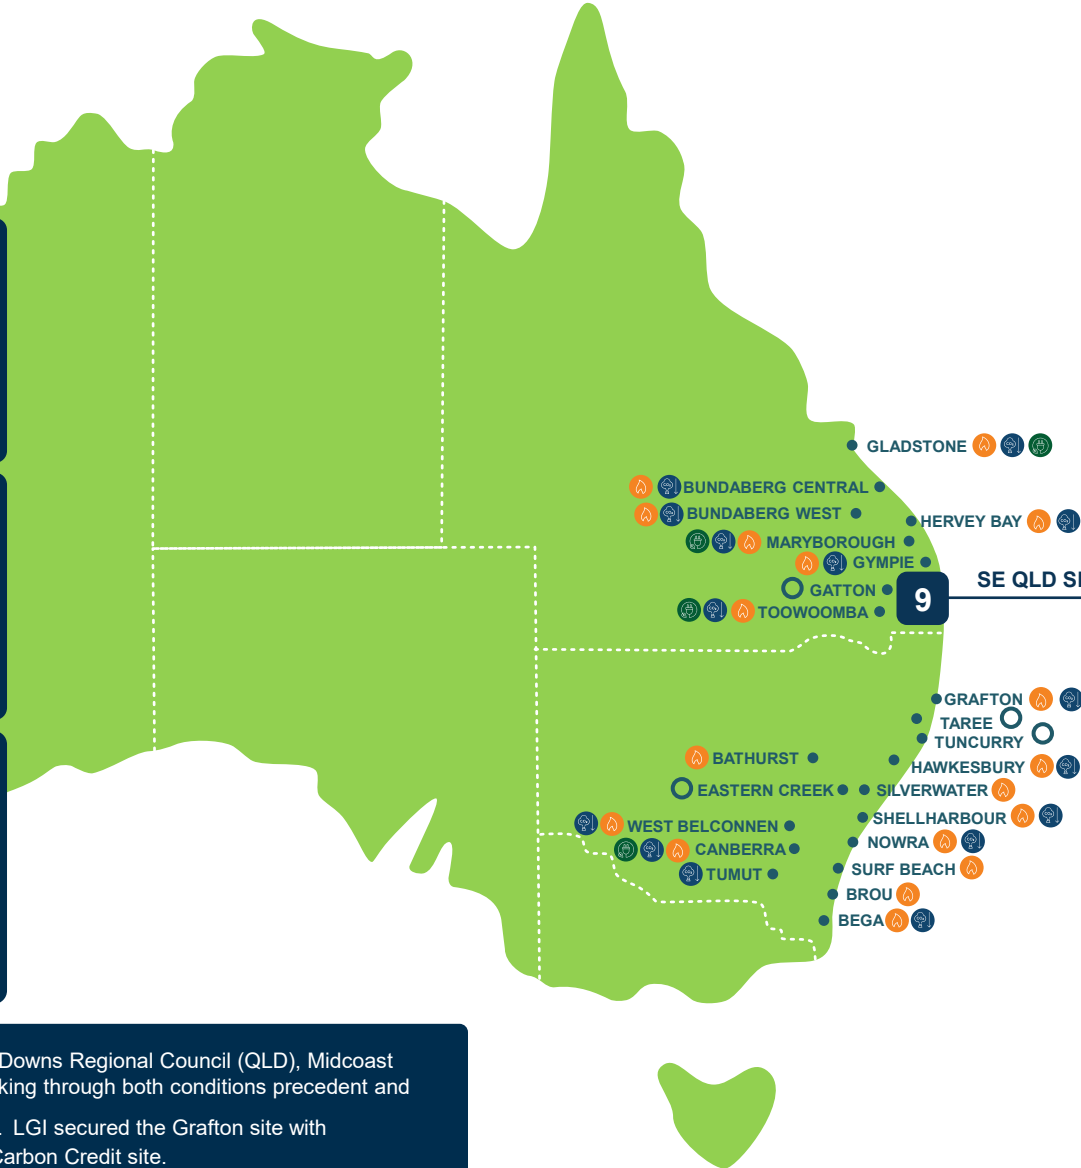 GLADSTONE
BUNDABERG CENTRAL
BUNDABERG WEST
HERVEY BAY
MARYBOROUGH
GYMPIE
SE QLD
GATTON
9
TOOWOOMBA
GRAFTON
TAREE
TUNCURRY
BATHURST
HAWKESBURY
EASTERN CREEK
SILVERWATER
SHELLHARBOUR
WEST BELCONNEN
NOWRA
CANBERRA
SURF BEACH
TUMUT
BROU
BEGA
Downs Regional Council (QLD), Midcoast
king through both conditions precedent and
. LGI secured the Grafton site with
Carbon Credit site.